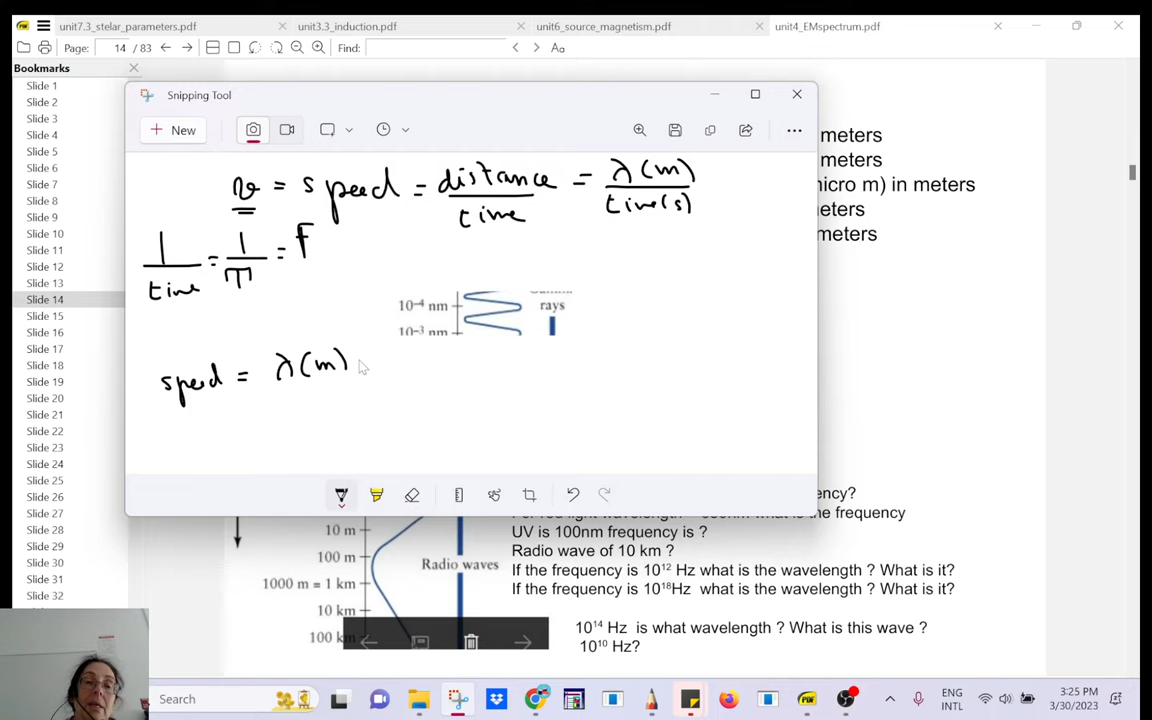 unit7.3_stelar_parameters.pdf unit3.3_induction.pdf unit6_source_magnetism.pdf unit4_EMspectrum.pdf
Page: 14 / 83 Find: Aa
Bookmarks
Slide 1
Slide 2
Slide 3
Slide 4
Slide 5
Slide 6
Slide 7
Slide 8
Slide 9
Slide 10
Slide 11
Slide 12
Slide 13
Slide 14
Slide 15
Slide 16
Slide 17
Slide 18
Slide 19
Slide 20
Slide 21
Slide 22
Slide 23
Slide 24
Slide 25
Slide 26
Slide 27
Slide 28
Slide 29
Slide 30
Slide 31
Slide 32
Snipping Tool
New
v = speed = distance/time = λ(m)/time(s)
1/time = 1/T = F
10⁻⁴ nm rays
10⁻³ nm
speed = λ(m)
meters
meters
micro m) in meters
meters
meters
ency?
the frequency
UV is 100nm frequency is ?
Radio wave of 10 km ?
If the frequency is 10¹² Hz what is the wavelength ? What is it?
If the frequency is 10¹⁸Hz what is the wavelength ? What is it?
10¹⁴ Hz is what wavelength ? What is this wave ?
10¹⁰ Hz?
10 m
100 m
1000 m = 1 km
10 km
100 k
Radio waves
Search
ENG
INTL
3:25 PM
3/30/2023